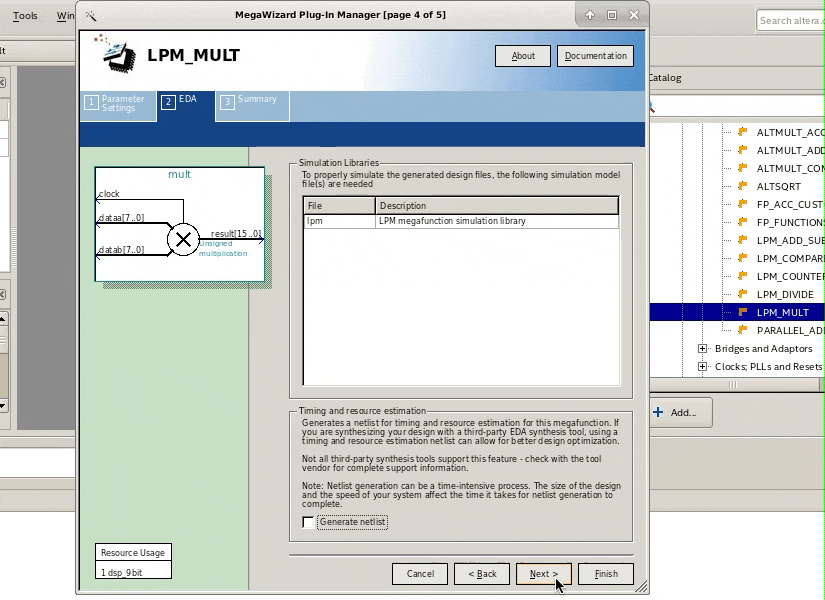 Tools Win
MegaWizard Plug-In Manager [page 4 of 5]
Search altera.c
lt
LPM_MULT
About
Documentation
1 Parameter Settings
2 EDA
3 Summary
Catalog
mult
clock
dataa[7..0]
datab[7..0]
result[15..0]
Unsigned
multiplication
Simulation Libraries
To properly simulate the generated design files, the following simulation model
file(s) are needed
File Description
lpm LPM megafunction simulation library
Timing and resource estimation
Generates a netlist for timing and resource estimation for this megafunction. If
you are synthesizing your design with a third-party EDA synthesis tool, using a
timing and resource estimation netlist can allow for better design optimization.
Not all third-party synthesis tools support this feature - check with the tool
vendor for complete support information.
Note: Netlist generation can be a time-intensive process. The size of the design
and the speed of your system affect the time it takes for netlist generation to
complete.
Generate netlist
Resource Usage
1 dsp_9bit
Cancel
< Back
Next >
Finish
ALTMULT_ACC
ALTMULT_ADD
ALTMULT_COM
ALTSQRT
FP_ACC_CUST
FP_FUNCTIONS
LPM_ADD_SUB
LPM_COMPARE
LPM_COUNTER
LPM_DIVIDE
LPM_MULT
PARALLEL_ADD
Bridges and Adaptors
Clocks; PLLs and Resets
Add...